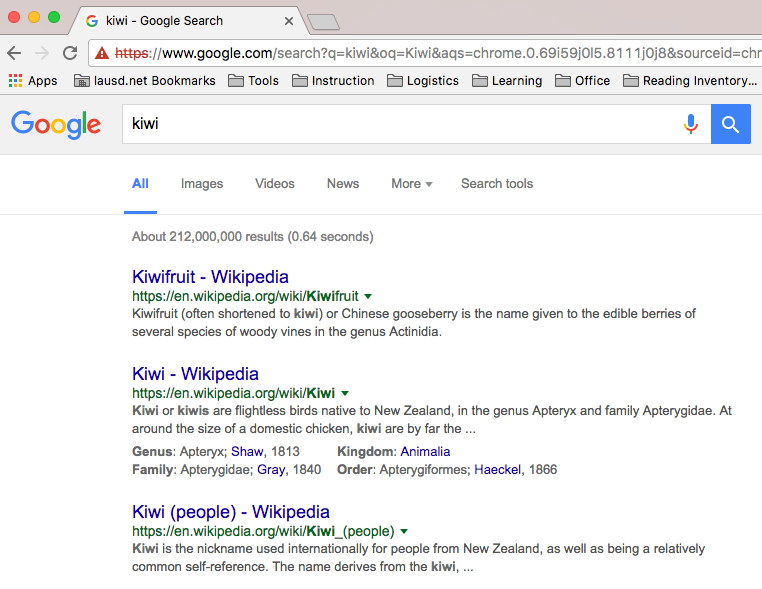 kiwi - Google Search
https://www.google.com/search?q=kiwi&oq=Kiwi&aqs=chrome.0.69i59j0l5.8111j0j8&sourceid=chr
Apps lausd.net Bookmarks Tools Instruction Logistics Learning Office Reading Inventory...
Google kiwi
All Images Videos News More Search tools
About 212,000,000 results (0.64 seconds)
Kiwifruit - Wikipedia
https://en.wikipedia.org/wiki/Kiwifruit
Kiwifruit (often shortened to kiwi) or Chinese gooseberry is the name given to the edible berries of
several species of woody vines in the genus Actinidia.
Kiwi - Wikipedia
https://en.wikipedia.org/wiki/Kiwi
Kiwi or kiwis are flightless birds native to New Zealand, in the genus Apteryx and family Apterygidae. At
around the size of a domestic chicken, kiwi are by far the ...
Genus: Apteryx; Shaw, 1813 Kingdom: Animalia
Family: Apterygidae; Gray, 1840 Order: Apterygiformes; Haeckel, 1866
Kiwi (people) - Wikipedia
https://en.wikipedia.org/wiki/Kiwi_(people)
Kiwi is the nickname used internationally for people from New Zealand, as well as being a relatively
common self-reference. The name derives from the kiwi, ...